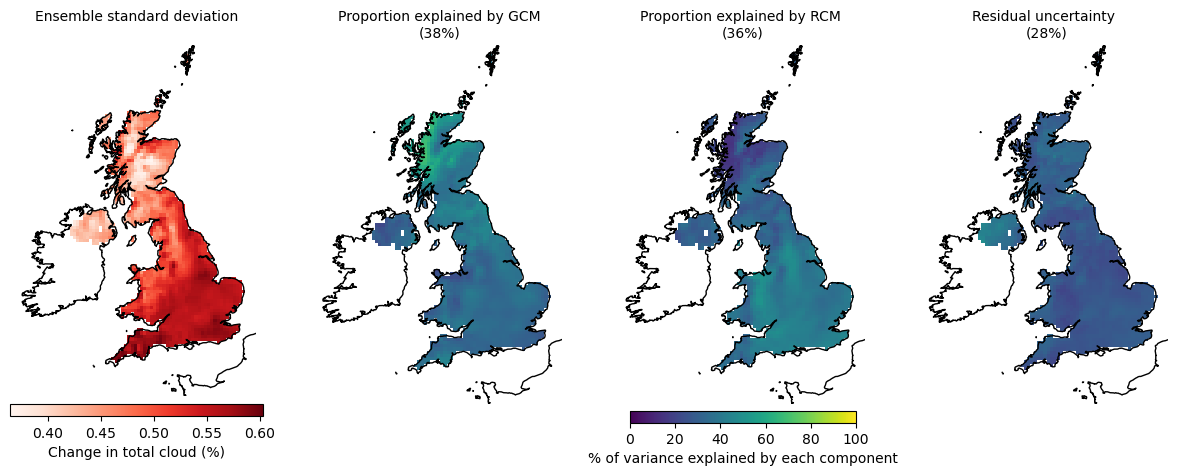 Ensemble standard deviation
Proportion explained by GCM
(38%)
Proportion explained by RCM
(36%)
Residual uncertainty
(28%)
0.40 0.45 0.50 0.55 0.60
Change in total cloud (%)
0 20 40 60 80 100
% of variance explained by each component